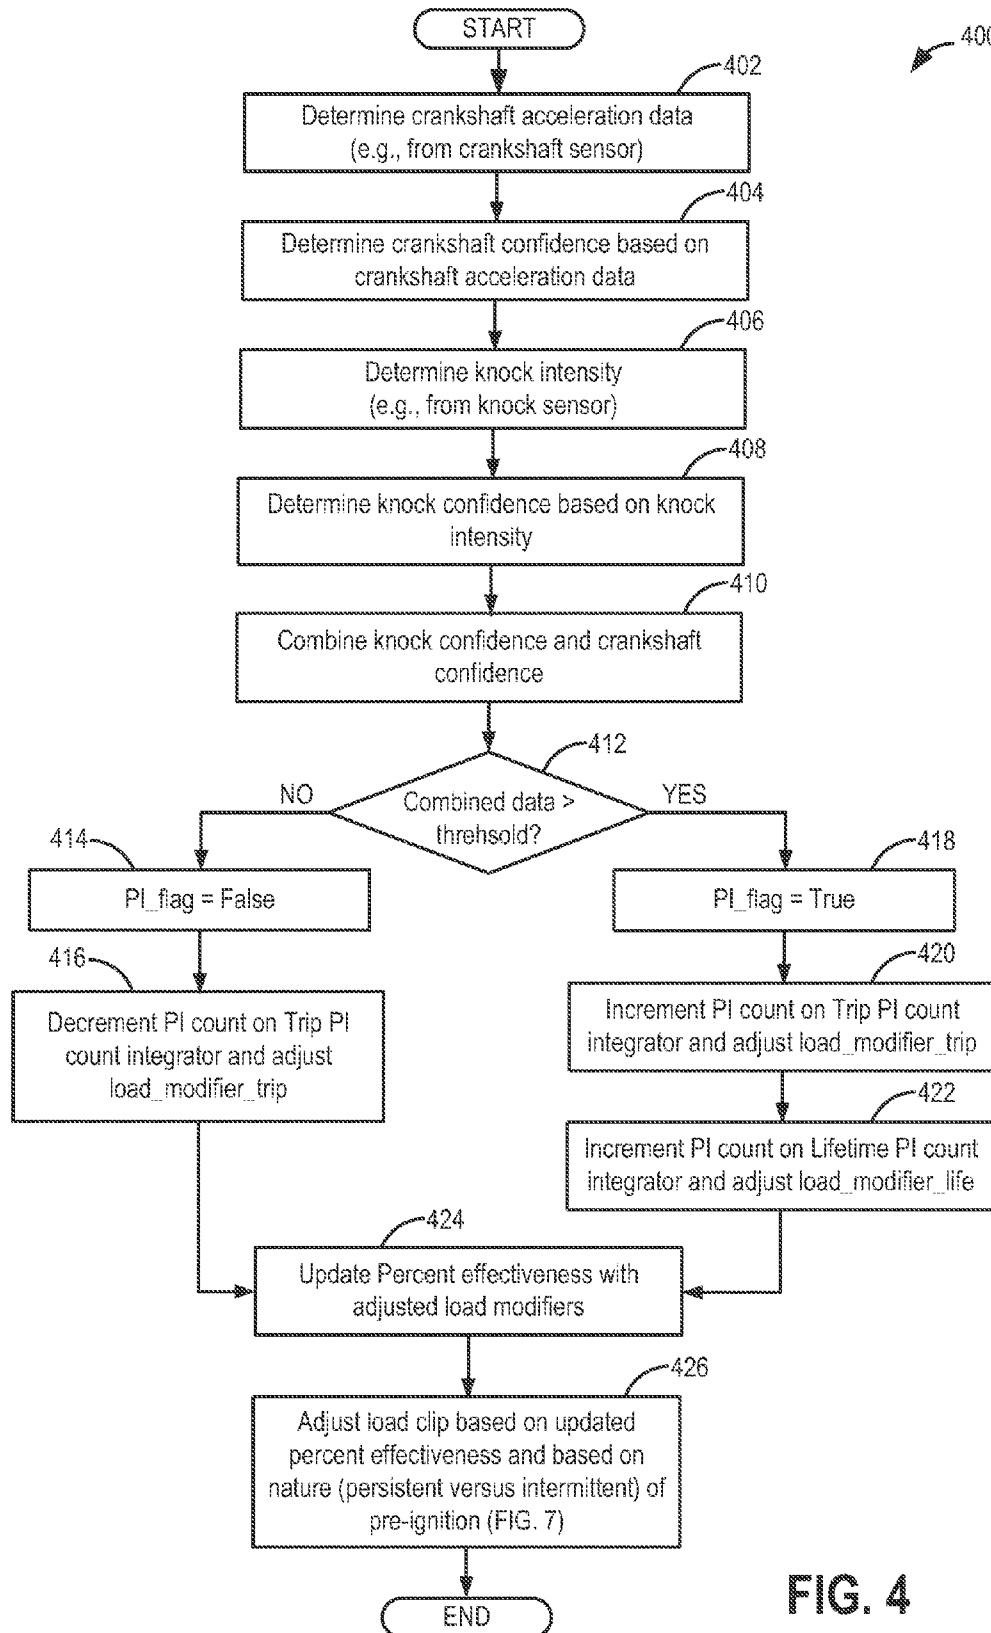 START
400
402
Determine crankshaft acceleration data
(e.g., from crankshaft sensor)
404
Determine crankshaft confidence based on
crankshaft acceleration data
406
Determine knock intensity
(e.g., from knock sensor)
408
Determine knock confidence based on knock
intensity
410
Combine knock confidence and crankshaft
confidence
412
Combined data >
threhsold?
NO
YES
414
PI_flag = False
418
PI_flag = True
416
Decrement PI count on Trip PI
count integrator and adjust
load_modifier_trip
420
Increment PI count on Trip PI count
integrator and adjust load_modifier_trip
422
Increment PI count on Lifetime PI count
integrator and adjust load_modifier_life
424
Update Percent effectiveness with
adjusted load modifiers
426
Adjust load clip based on updated
percent effectiveness and based on
nature (persistent versus intermittent) of
pre-ignition (FIG. 7)
END
FIG. 4